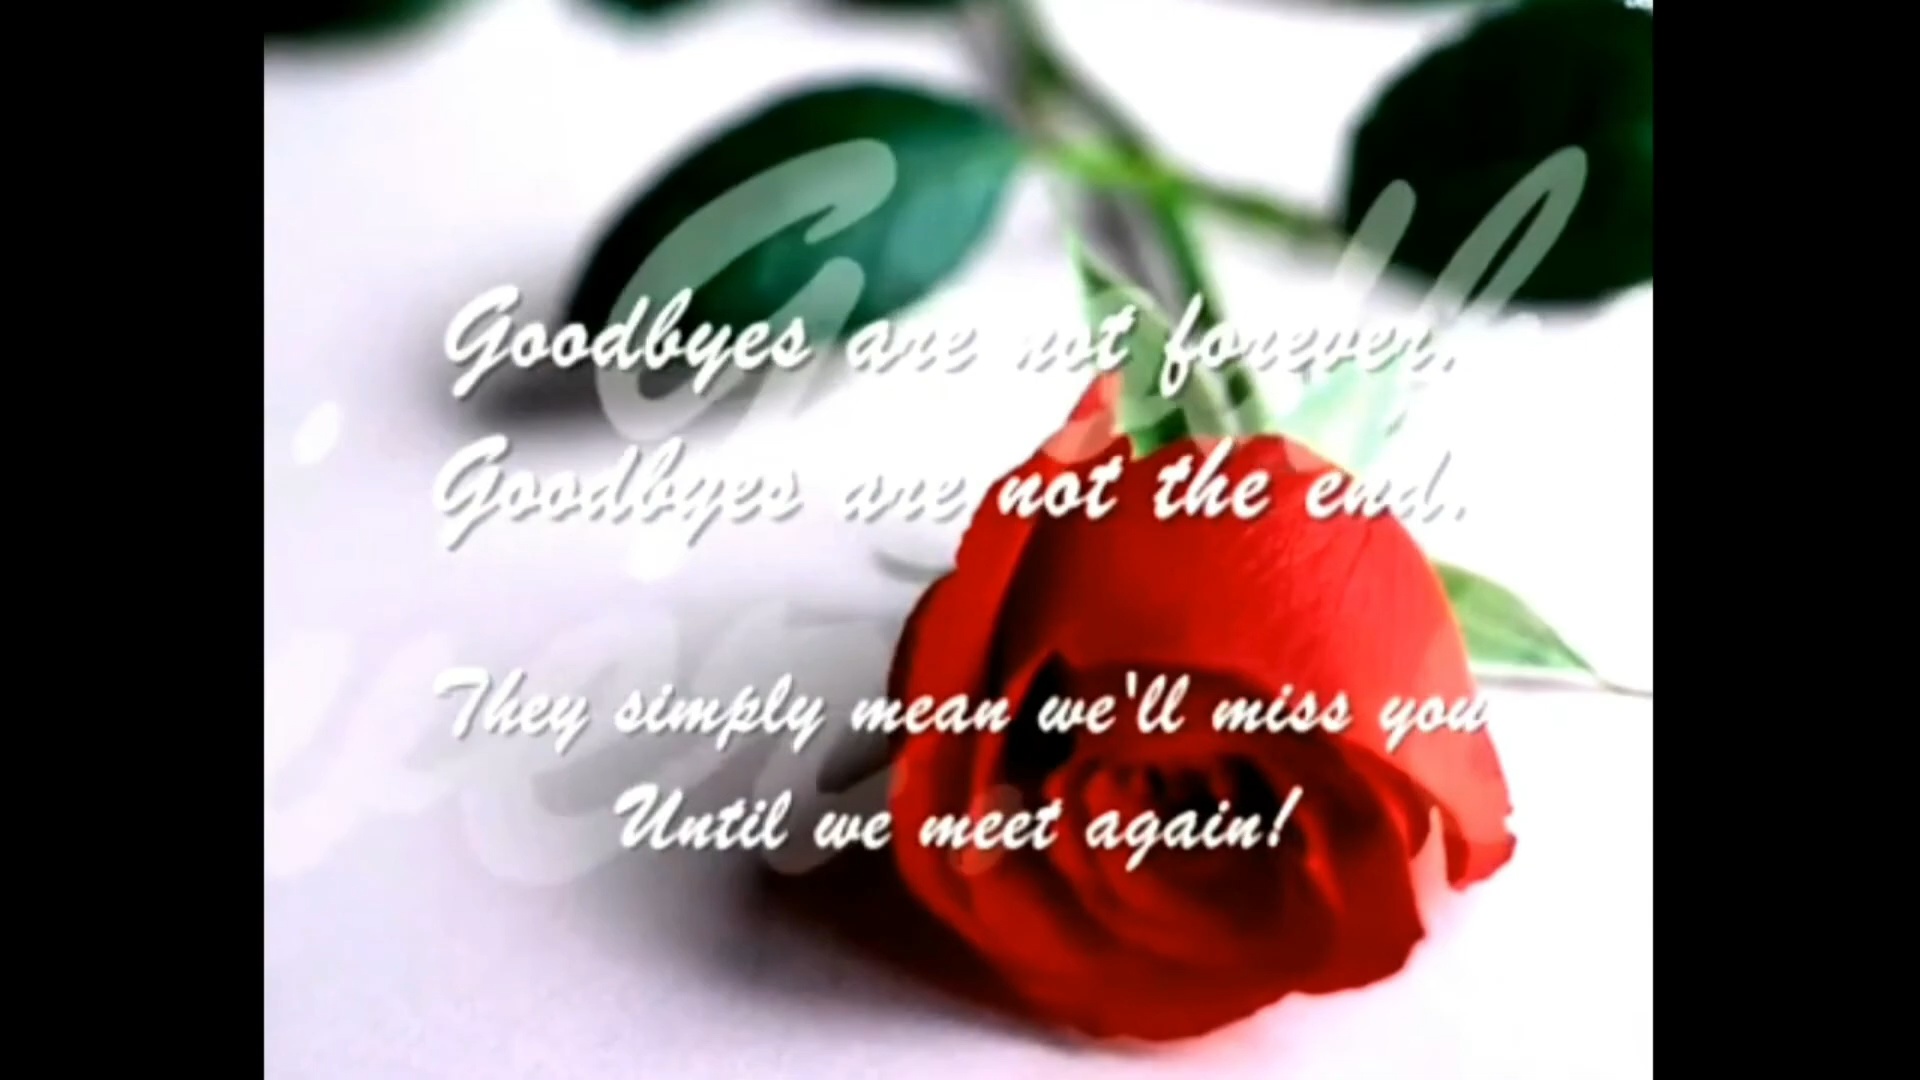 Goodbyes are not forever.
Goodbyes are not the end.
They simply mean we'll miss you
Until we meet again!